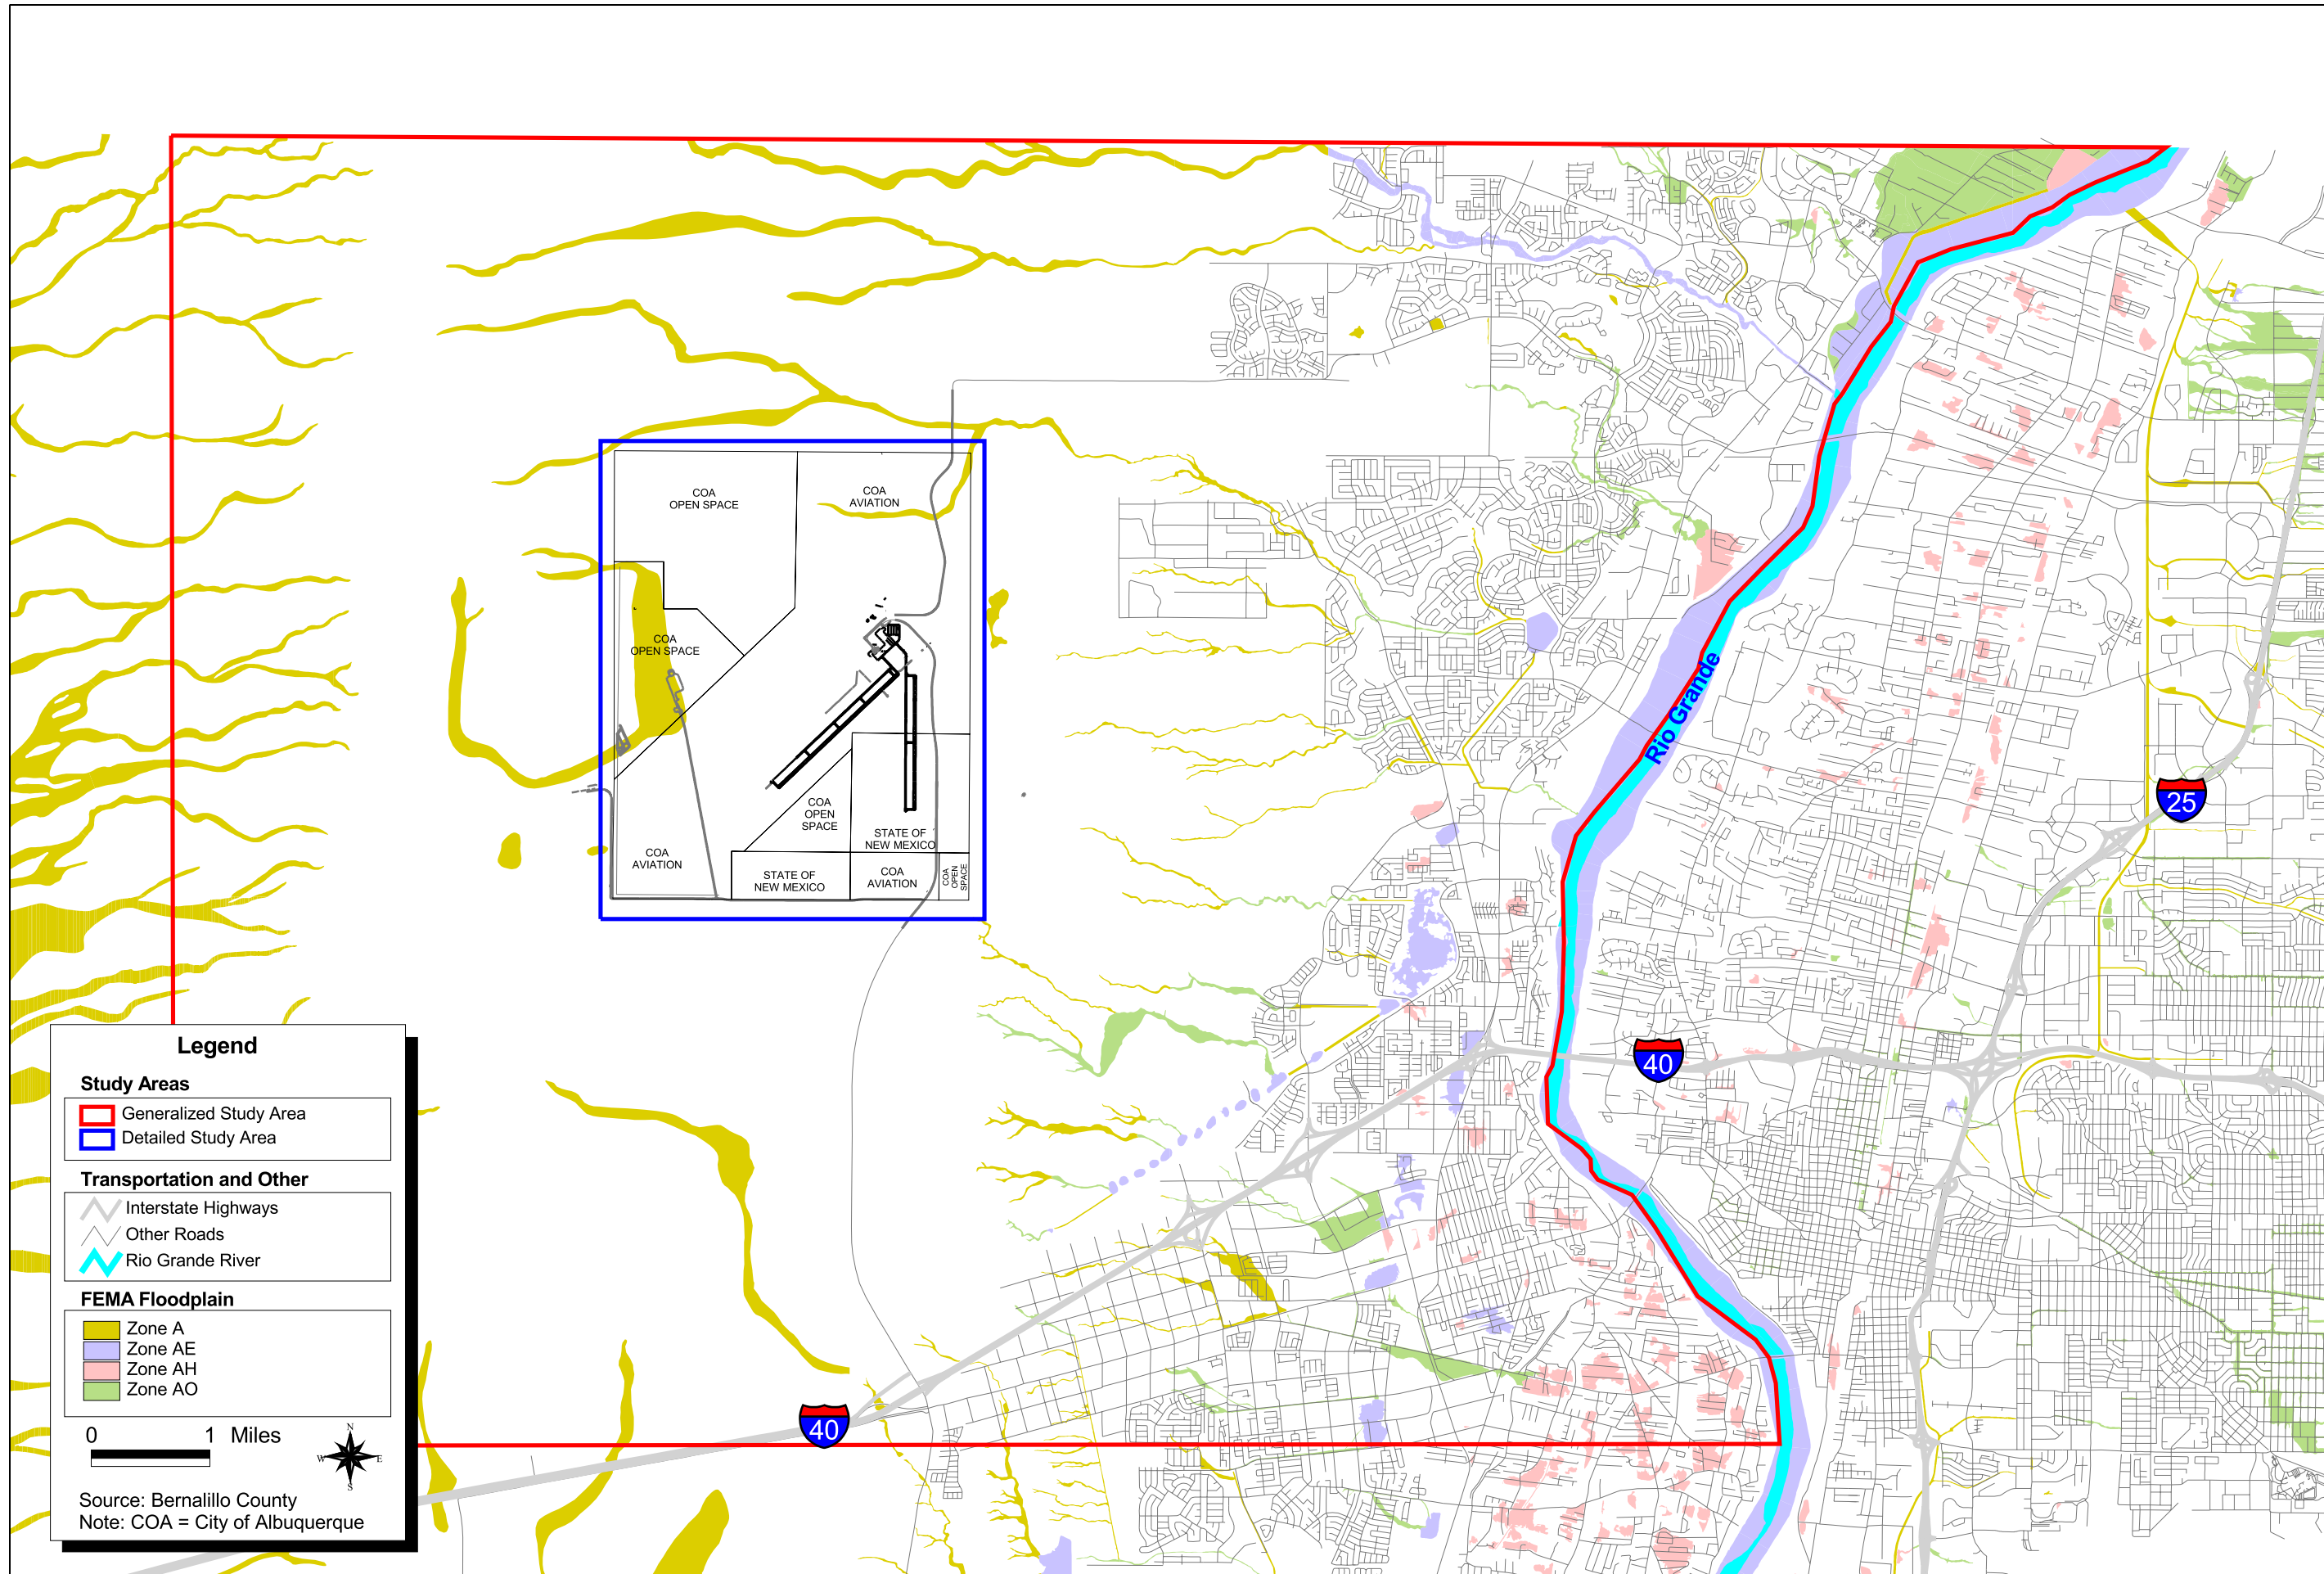 COA
OPEN SPACE
COA
AVIATION
COA
OPEN SPACE
COA
OPEN
SPACE
STATE OF
NEW MEXICO
COA
AVIATION
STATE OF
NEW MEXICO
COA
AVIATION
COA
OPEN
SPACE
Rio Grande
25
40
40
Legend
Study Areas
Generalized Study Area
Detailed Study Area
Transportation and Other
Interstate Highways
Other Roads
Rio Grande River
FEMA Floodplain
Zone A
Zone AE
Zone AH
Zone AO
0 1 Miles
N
W E
S
Source: Bernalillo County
Note: COA = City of Albuquerque